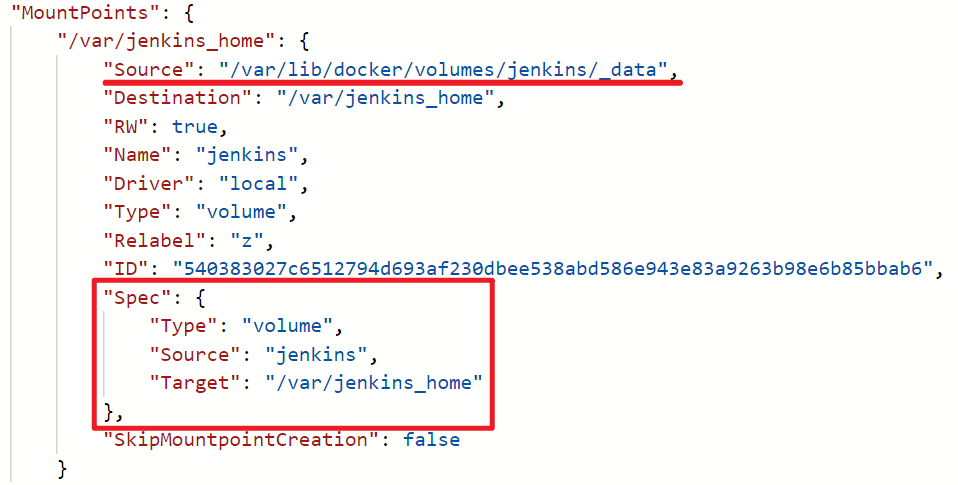 "MountPoints": {
"/var/jenkins_home": {
"Source": "/var/lib/docker/volumes/jenkins/_data",
"Destination": "/var/jenkins_home",
"RW": true,
"Name": "jenkins",
"Driver": "local",
"Type": "volume",
"Relabel": "z",
"ID": "540383027c6512794d693af230dbee538abd586e943e83a9263b98e6b85bbab6",
"Spec": {
"Type": "volume",
"Source": "jenkins",
"Target": "/var/jenkins_home"
},
"SkipMountpointCreation": false
}